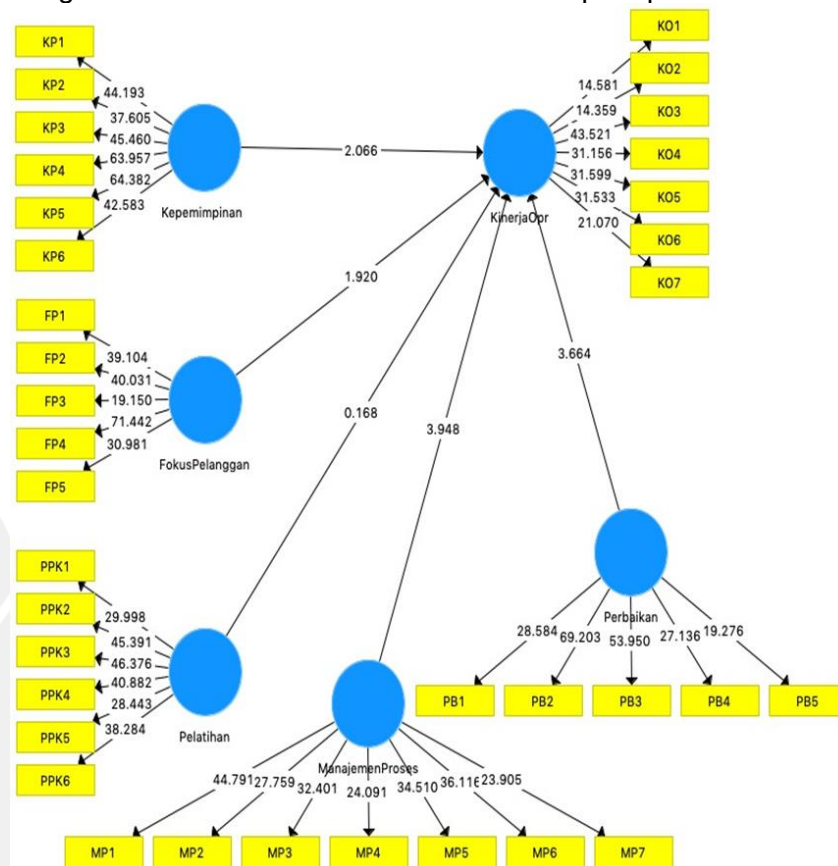 KP1
KP2
KP3
KP4
KP5
KP6
44.193
37.605
45.460
63.957
64.382
42.583
Kepemimpinan
2.066
KO1
KO2
KO3
KO4
KO5
KO6
KO7
14.581
14.359
43.521
31.156
31.599
31.533
21.070
KinerjaOpr
FP1
FP2
FP3
FP4
FP5
39.104
40.031
19.150
71.442
30.981
FokusPelanggan
1.920
0.168
3.948
3.664
PPK1
PPK2
PPK3
PPK4
PPK5
PPK6
29.998
45.391
46.376
40.882
28.443
38.284
Pelatihan
Perbaikan
28.584
69.203
53.950
27.136
19.276
PB1
PB2
PB3
PB4
PB5
ManajemenProses
44.791
27.759
32.401
24.091
34.510
36.116
23.905
MP1
MP2
MP3
MP4
MP5
MP6
MP7